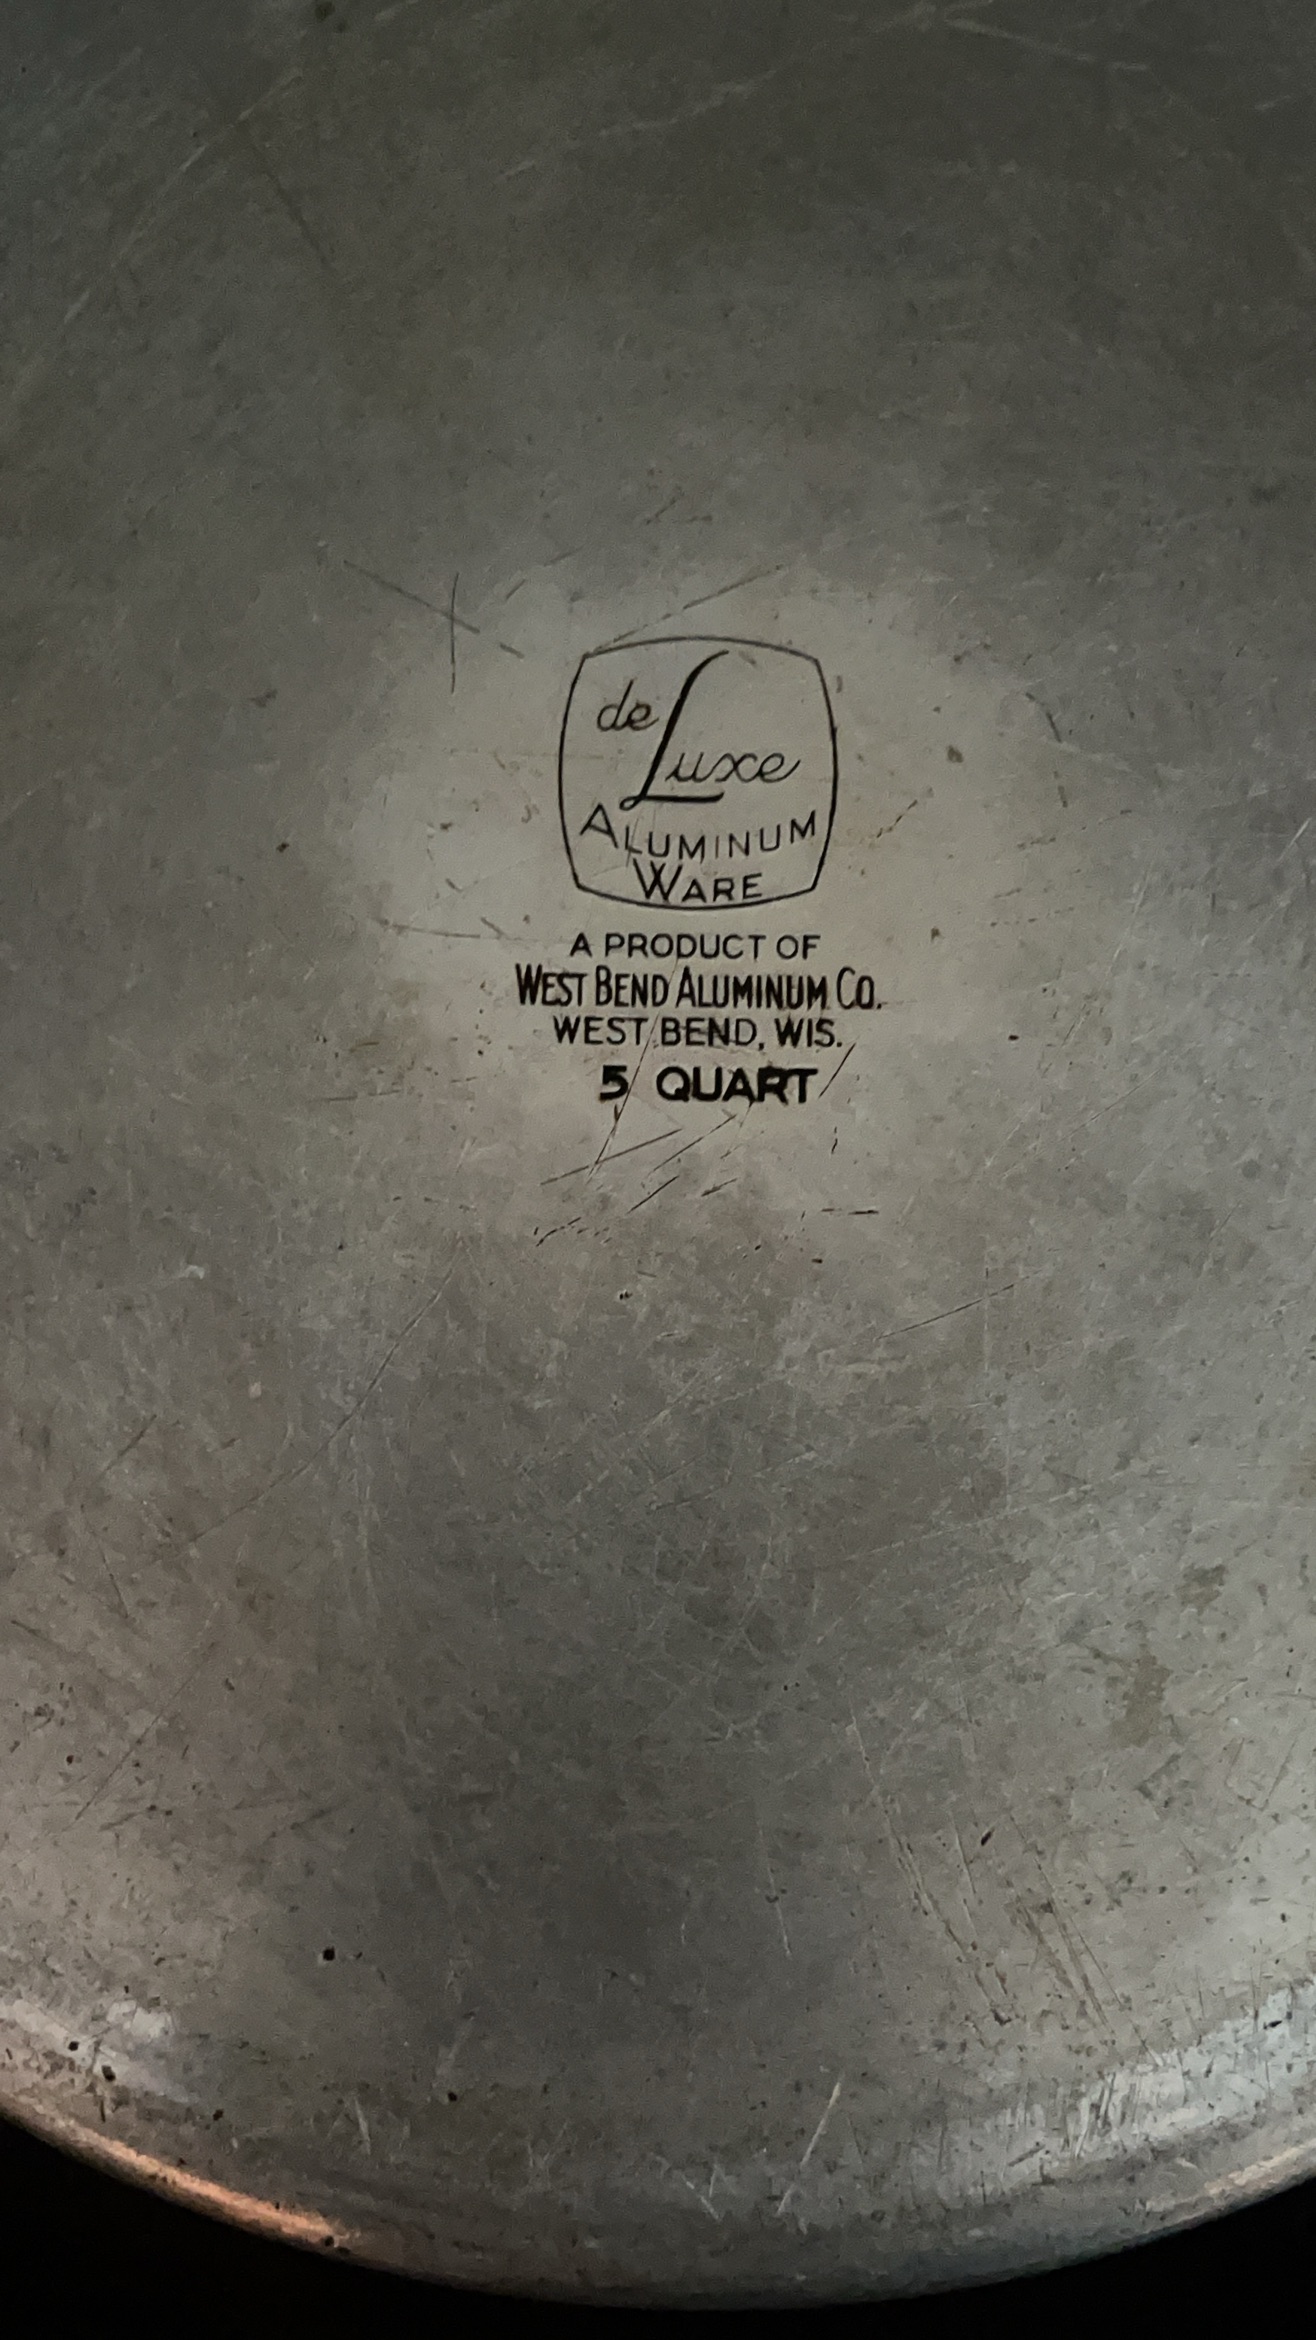 de Luxe
ALUMINUM
WARE
A PRODUCT OF
WEST BEND ALUMINUM CO.
WEST BEND, WIS.
5 QUART